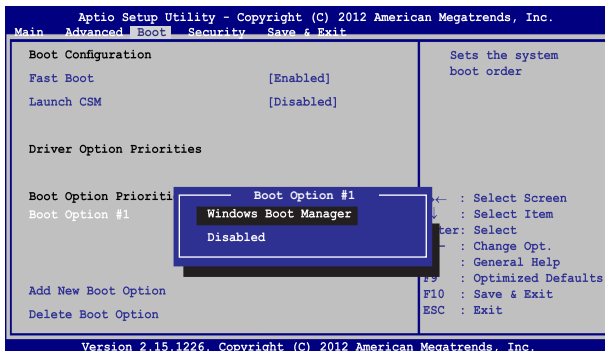 Aptio Setup Utility - Copyright (C) 2012 American Megatrends, Inc.
Main Advanced Boot Security Save & Exit
Boot Configuration
Fast Boot [Enabled]
Launch CSM [Disabled]
Driver Option Priorities
Boot Option Prioriti
Boot Option #1
Boot Option #1
Windows Boot Manager
Disabled
Add New Boot Option
Delete Boot Option
Sets the system
boot order
→← : Select Screen
↓ : Select Item
ter: Select
— : Change Opt.
: General Help
F9 : Optimized Defaults
F10 : Save & Exit
ESC : Exit
Version 2.15.1226. Copyright (C) 2012 American Megatrends, Inc.